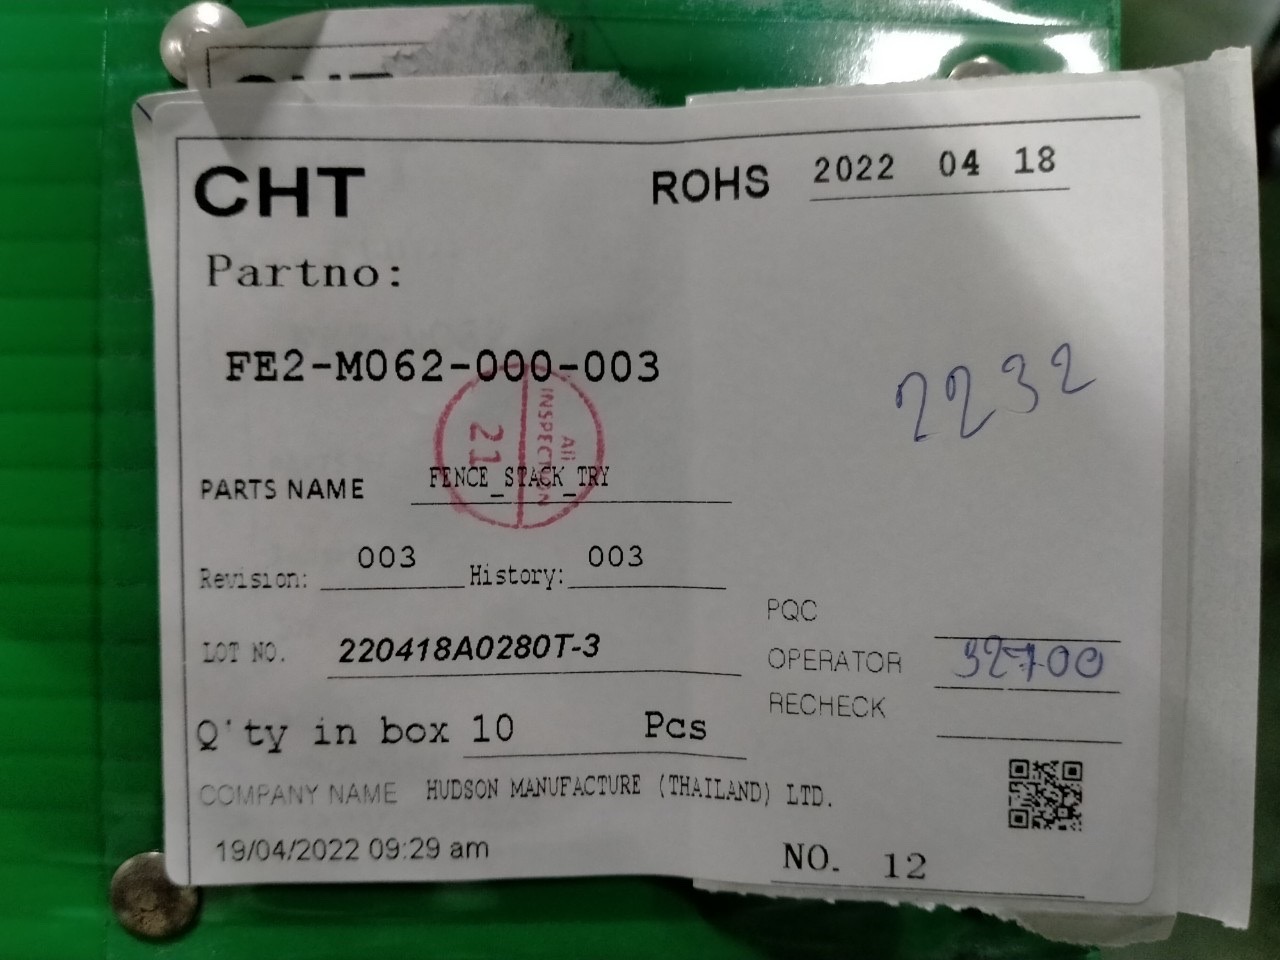 CHT
ROHS 2022 04 18
Partno:
FE2-M062-000-003
2232
INSPECTION
21
PARTS NAME FENCE_STACK_TRY
Revision: 003 History: 003
PQC
LOT NO. 220418A0280T-3
OPERATOR 32700
RECHECK
Q'ty in box 10 Pcs
COMPANY NAME HUDSON MANUFACTURE (THAILAND) LTD.
19/04/2022 09:29 am
NO. 12